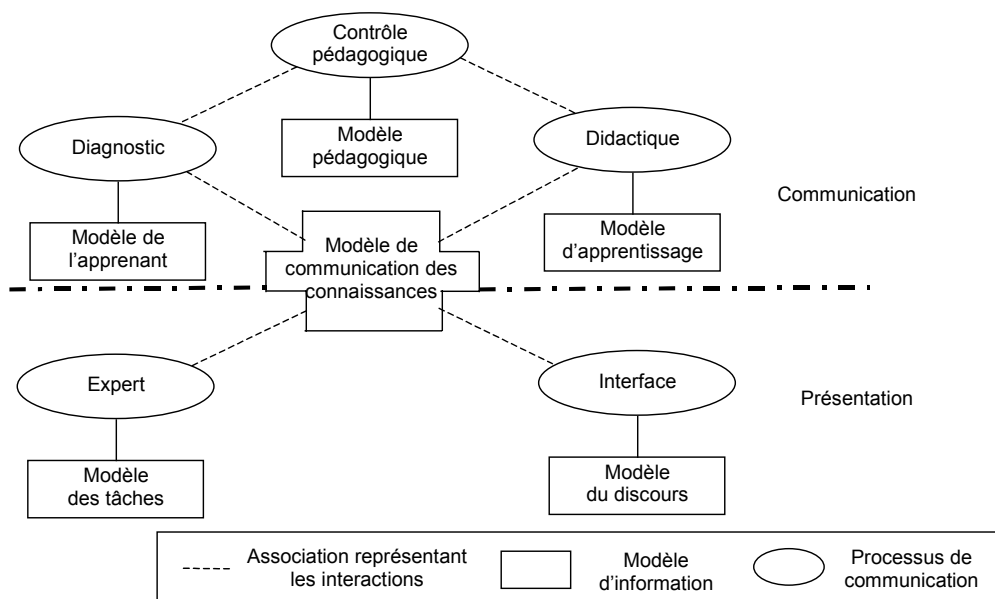 Contrôle
pédagogique
Diagnostic
Modèle
pédagogique
Didactique
Communication
Modèle de
l'apprenant
Modèle de
communication des
connaissances
Modèle
d'apprentissage
Expert
Interface
Présentation
Modèle
des tâches
Modèle
du discours
Association représentant
les interactions
Modèle
d'information
Processus de
communication